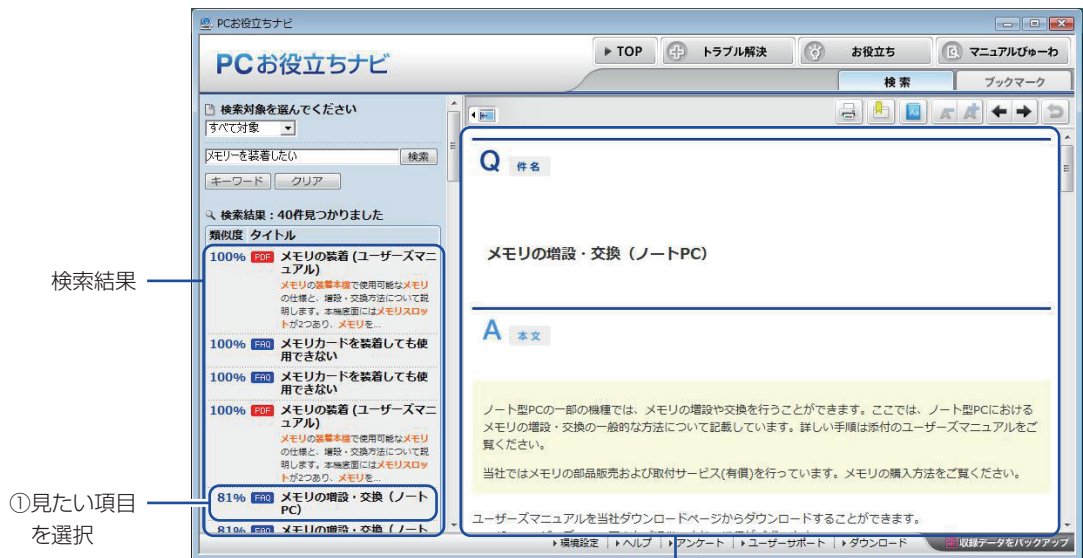 PCお役立ちナビ
PCお役立ちナビ
TOP
トラブル解決
お役立ち
マニュアルびゅーわ
検索
ブックマーク
検索対象を選んでください
すべて対象
メモリーを装着したい
検索
キーワード
クリア
検索結果：40件見つかりました
類似度 タイトル
100% PDF メモリの装着 (ユーザーズマニ
ュアル)
メモリの装着本機で使用可能なメモリ
の仕様と、増設・交換方法について説
明します。本機底面にはメモリスロッ
トが2つあり、メモリを...
100% FAQ メモリカードを装着しても使
用できない
100% FAQ メモリカードを装着しても使
用できない
100% PDF メモリの装着 (ユーザーズマニ
ュアル)
メモリの装着本機で使用可能なメモリ
の仕様と、増設・交換方法について説
明します。本機底面にはメモリスロッ
トが2つあり、メモリを...
81% FAQ メモリの増設・交換（ノート
PC）
81% FAQ メモリの増設・交換（ノート
検索結果
①見たい項目
を選択
Q 件名
メモリの増設・交換（ノートPC）
A 本文
ノート型PCの一部の機種では、メモリの増設や交換を行うことができます。ここでは、ノート型PCにおける
メモリの増設・交換の一般的な方法について記載しています。詳しい手順は添付のユーザーズマニュアルをご
覧ください。
当社ではメモリの部品販売および取付サービス(有償)を行っています。メモリの購入方法をご覧ください。
ユーザーズマニュアルを当社ダウンロードページからダウンロードすることができます。
環境設定
ヘルプ
アンケート
ユーザーサポート
ダウンロード
収録データをバックアップ